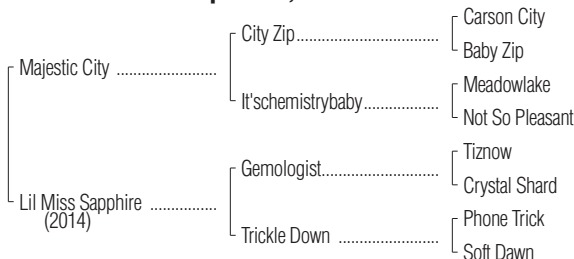 Carson City
City Zip
Baby Zip
Majestic City
Meadowlake
It'schemistrybaby
Not So Pleasant
Tiznow
Gemologist
Crystal Shard
Lil Miss Sapphire
(2014)
Phone Trick
Trickle Down
Soft Dawn